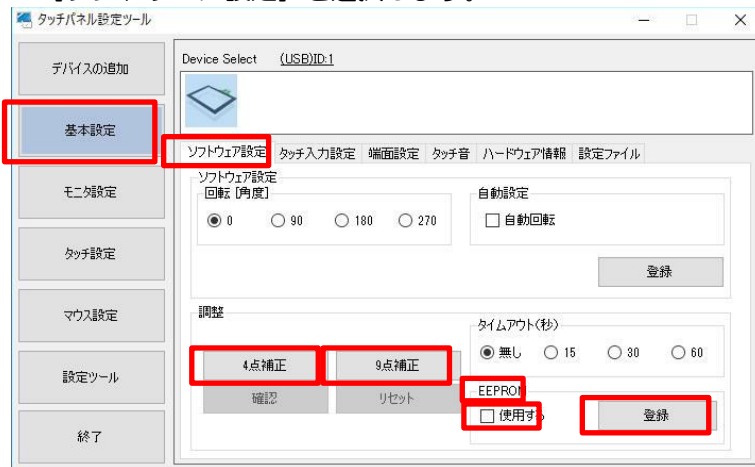 タッチパネル設定ツール
デバイスの追加
基本設定
モニタ設定
タッチ設定
マウス設定
設定ツール
終了
Device Select (USB)ID:1
ソフトウェア設定 タッチ入力設定 端面設定 タッチ音 ハードウェア情報 設定ファイル
ソフトウェア設定
回転 [角度]
0 90 180 270
自動設定
自動回転
登録
調整
4点補正 9点補正
確認 リセット
タイムアウト(秒)
無し 15 30 60
EEPROM
使用する
登録